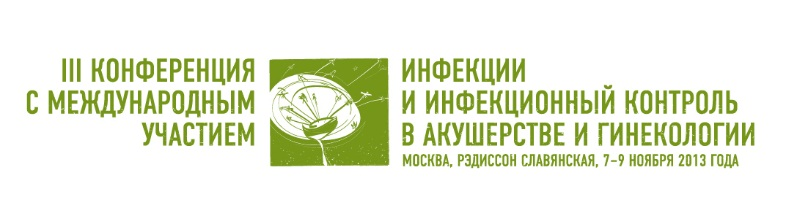 III КОНФЕРЕНЦИЯ
С МЕЖДУНАРОДНЫМ
УЧАСТИЕМ
ИНФЕКЦИИ
И ИНФЕКЦИОННЫЙ КОНТРОЛЬ
В АКУШЕРСТВЕ И ГИНЕКОЛОГИИ
МОСКВА, РЭДИССОН СЛАВЯНСКАЯ, 7–9 НОЯБРЯ 2013 ГОДА